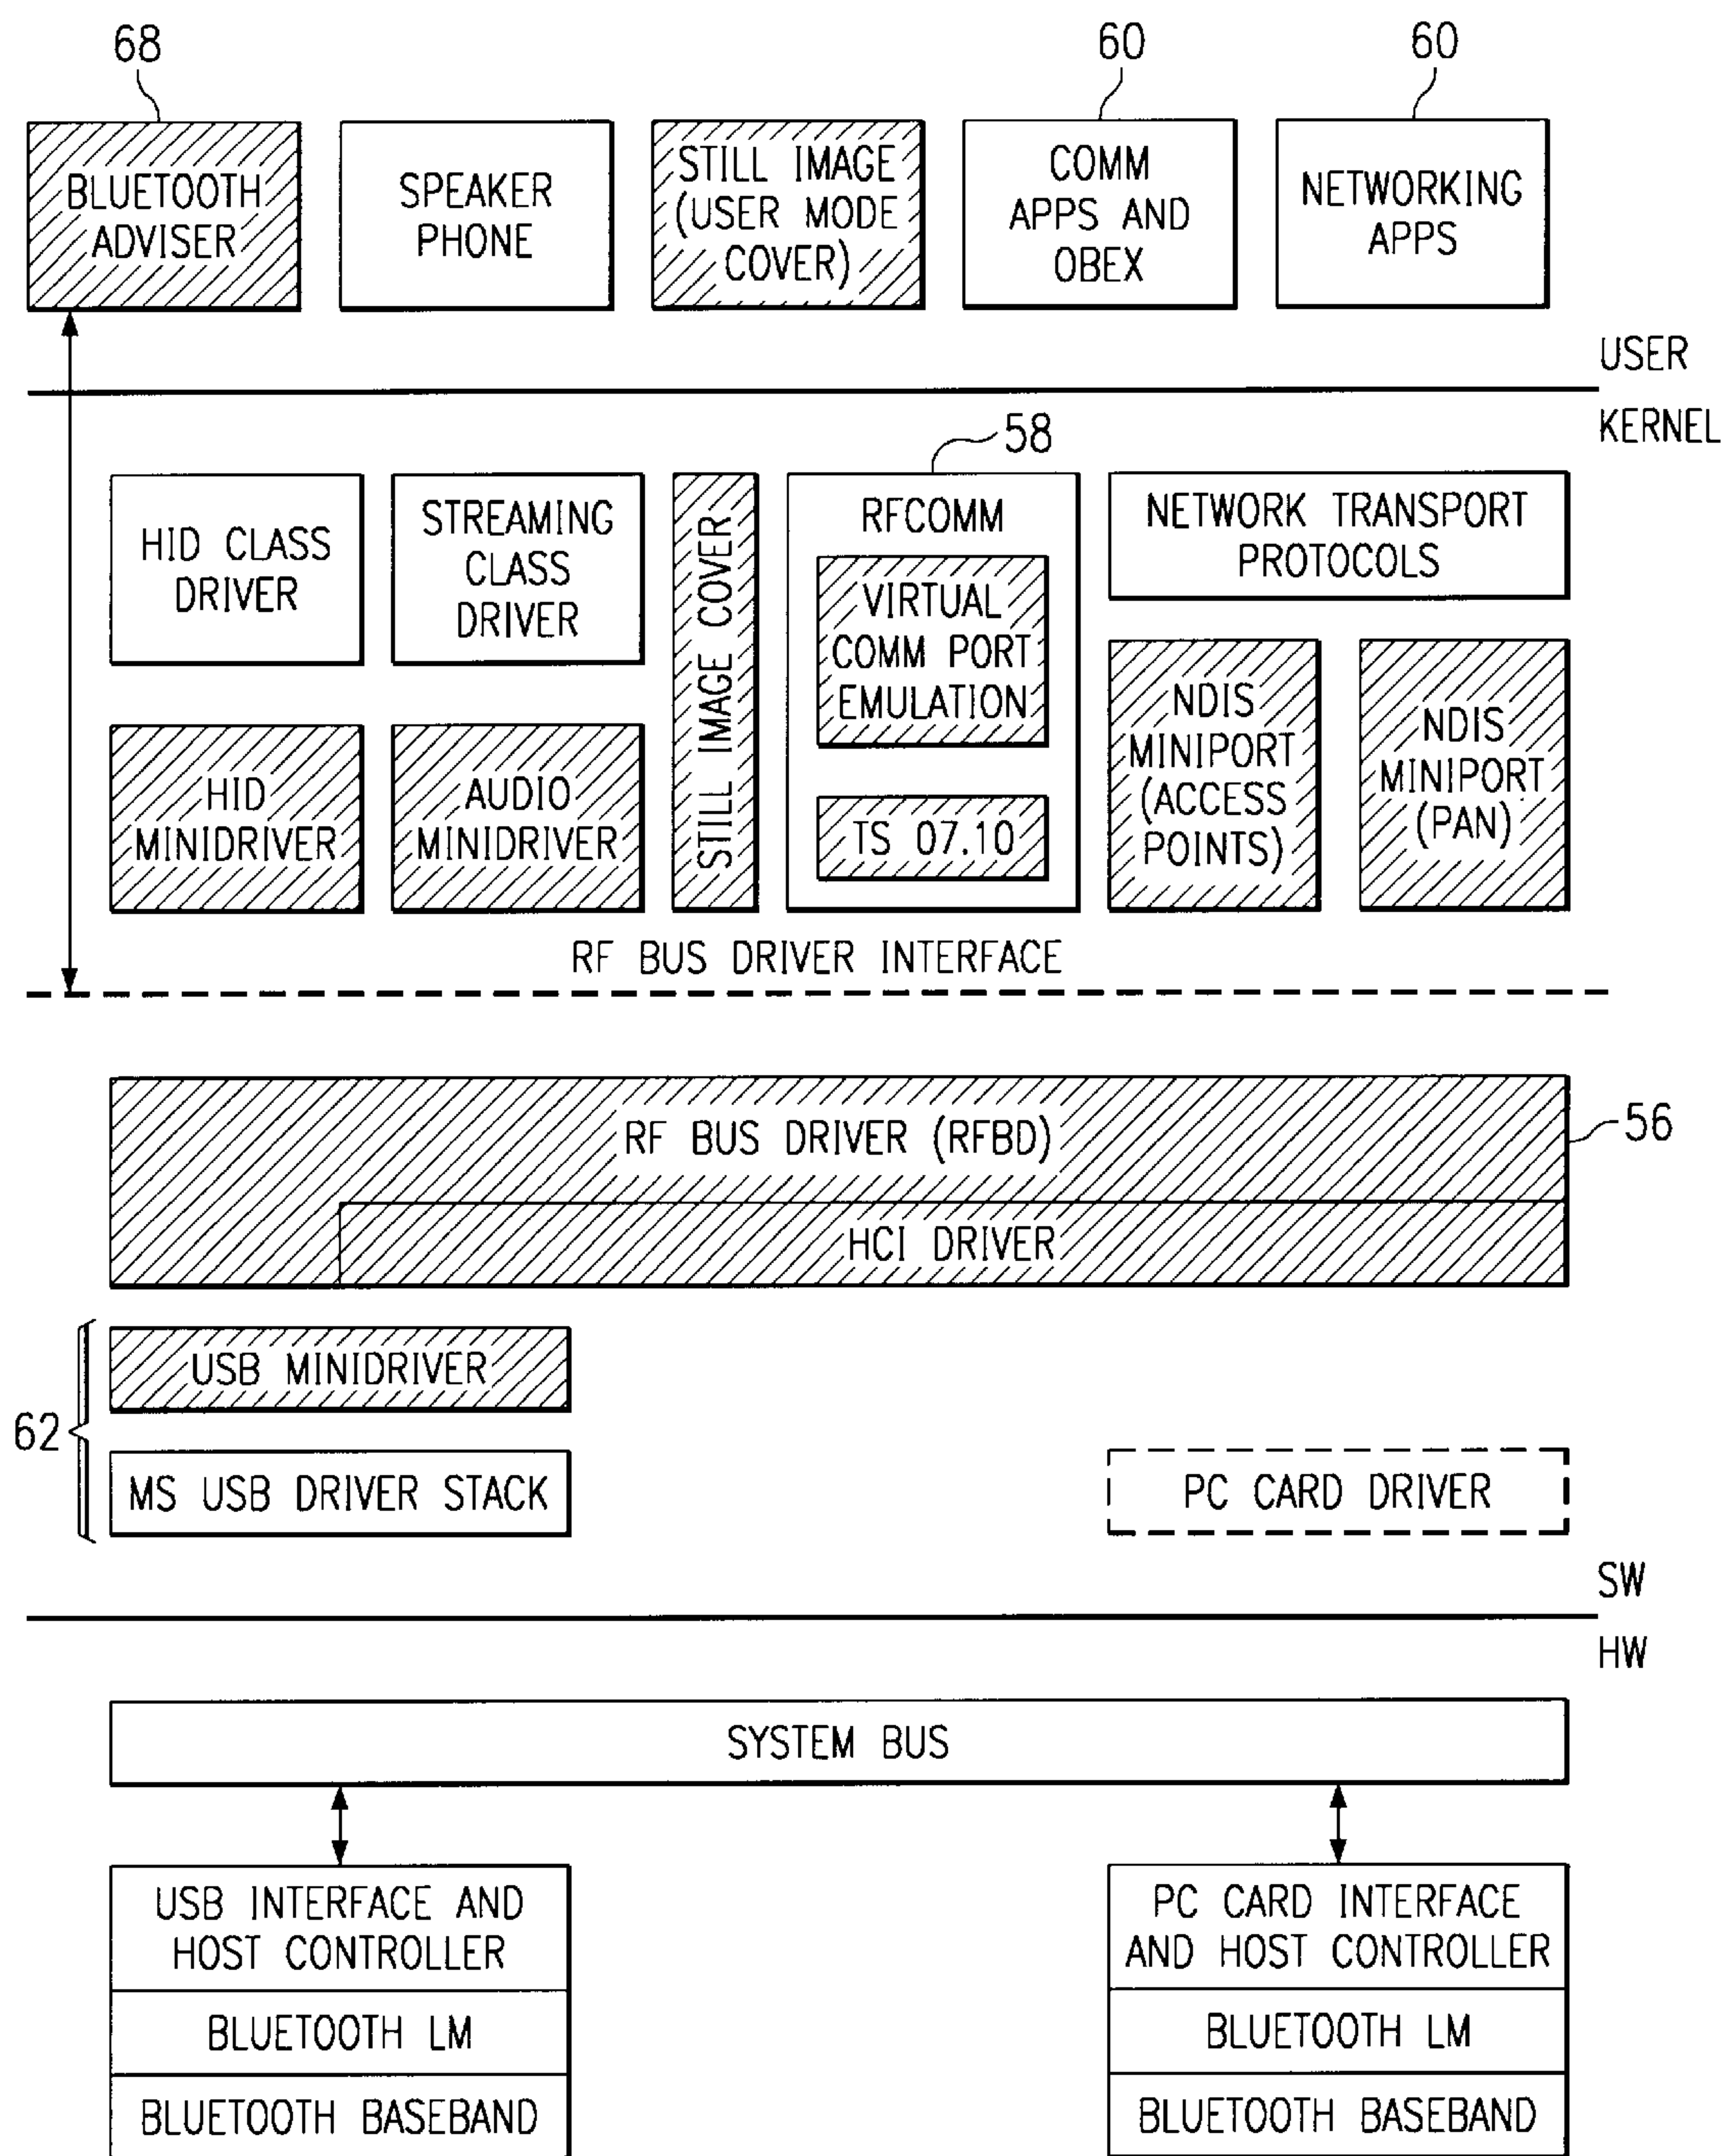 68
60
60
BLUETOOTH
ADVISER
SPEAKER
PHONE
STILL IMAGE
(USER MODE
COVER)
COMM
APPS AND
OBEX
NETWORKING
APPS
USER
KERNEL
58
HID CLASS
DRIVER
STREAMING
CLASS
DRIVER
STILL IMAGE COVER
RFCOMM
VIRTUAL
COMM PORT
EMULATION
TS 07.10
NETWORK TRANSPORT
PROTOCOLS
HID
MINIDRIVER
AUDIO
MINIDRIVER
NDIS
MINIPORT
(ACCESS
POINTS)
NDIS
MINIPORT
(PAN)
RF BUS DRIVER INTERFACE
RF BUS DRIVER (RFBD)
56
HCI DRIVER
62
USB MINIDRIVER
MS USB DRIVER STACK
PC CARD DRIVER
SW
HW
SYSTEM BUS
USB INTERFACE AND
HOST CONTROLLER
BLUETOOTH LM
BLUETOOTH BASEBAND
PC CARD INTERFACE
AND HOST CONTROLLER
BLUETOOTH LM
BLUETOOTH BASEBAND